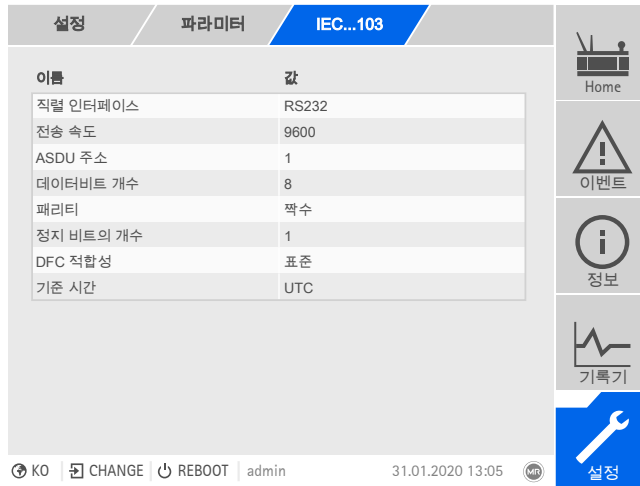 설정 파라미터 IEC...103
이름 값
직렬 인터페이스 RS232
전송 속도 9600
ASDU 주소 1
데이터비트 개수 8
패리티 짝수
정지 비트의 개수 1
DFC 적합성 표준
기준 시간 UTC
Home
이벤트
정보
기록기
설정
KO CHANGE REBOOT admin 31.01.2020 13:05 MR